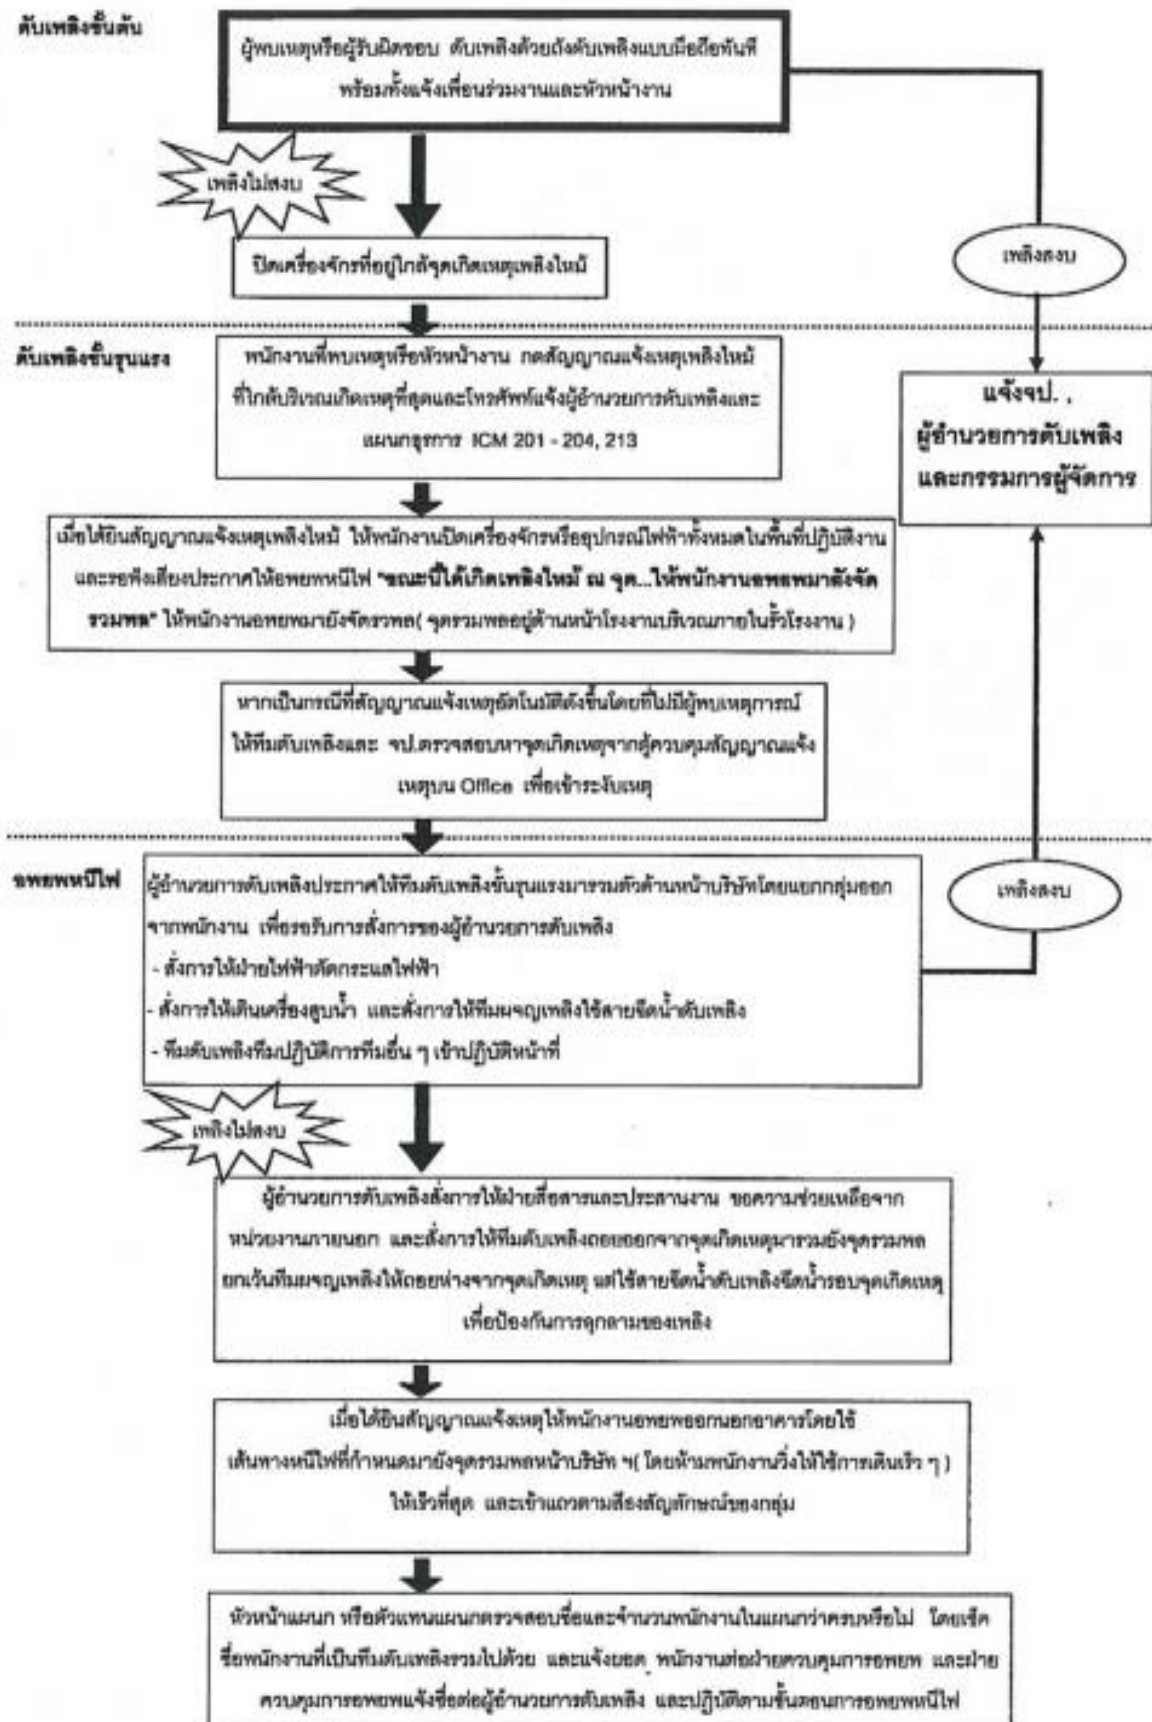 ดับเพลิงขั้นต้น
ผู้พบเหตุหรือผู้รับผิดชอบ ดับเพลิงด้วยถังดับเพลิงแบบมือถือทันที
พร้อมทั้งแจ้งเพื่อนร่วมงานและหัวหน้างาน
เพลิงไม่สงบ
ปิดเครื่องจักรที่อยู่ใกล้จุดเกิดเหตุเพลิงไหม้
เพลิงสงบ
ดับเพลิงขั้นรุนแรง
พนักงานที่พบเหตุหรือหัวหน้างาน กดสัญญาณแจ้งเหตุเพลิงไหม้
ที่ใกล้บริเวณเกิดเหตุที่สุดและโทรศัพท์แจ้งผู้อำนวยการดับเพลิงและ
แผนกธุรการ ICM 201 - 204, 213
แจ้งจป. ,
ผู้อำนวยการดับเพลิง
และกรรมการผู้จัดการ
เมื่อได้ยินสัญญาณแจ้งเหตุเพลิงไหม้ ให้พนักงานปิดเครื่องจักรหรืออุปกรณ์ไฟฟ้าทั้งหมดในพื้นที่ปฏิบัติงาน
และรอฟังเสียงประกาศให้อพยพหนีไฟ "ขณะนี้ได้เกิดเพลิงไหม้ ณ จุด...ให้พนักงานอพยพมายังจุด
รวมพล" ให้พนักงานอพยพมายังจุดรวพล( จุดรวมพลอยู่ด้านหน้าโรงงานบริเวณภายในรั้วโรงงาน )
หากเป็นกรณีที่สัญญาณแจ้งเหตุอัตโนมัติดังขึ้นโดยที่ไม่มีผู้พบเหตุการณ์
ให้ทีมดับเพลิงและ จป.ตรวจสอบหาจุดเกิดเหตุจากตู้ควบคุมสัญญาณแจ้ง
เหตุบน Office เพื่อเข้าระงับเหตุ
อพยพหนีไฟ
ผู้อำนวยการดับเพลิงประกาศให้ทีมดับเพลิงขั้นรุนแรงมารวมตัวด้านหน้าบริษัทโดยแยกกลุ่มออก
จากพนักงาน เพื่อรอรับการสั่งการของผู้อำนวยการดับเพลิง
- สั่งการให้ฝ่ายไฟฟ้าตัดกระแสไฟฟ้า
- สั่งการให้เดินเครื่องสูบน้ำ และสั่งการให้ทีมผจญเพลิงใช้สายฉีดน้ำดับเพลิง
- ทีมดับเพลิงทีมปฏิบัติการทีมอื่น ๆ เข้าปฏิบัติหน้าที่
เพลิงสงบ
เพลิงไม่สงบ
ผู้อำนวยการดับเพลิงสั่งการให้ฝ่ายสื่อสารและประสานงาน ขอความช่วยเหลือจาก
หน่วยงานภายนอก และสั่งการให้ทีมดับเพลิงถอยออกจากจุดเกิดเหตุมารวมยังจุดรวมพล
ยกเว้นทีมผจญเพลิงให้ถอยห่างจากจุดเกิดเหตุ แต่ใช้สายฉีดน้ำดับเพลิงฉีดน้ำรอบจุดเกิดเหตุ
เพื่อป้องกันการลุกลามของเพลิง
เมื่อได้ยินสัญญาณแจ้งเหตุให้พนักงานอพยพออกนอกอาคารโดยใช้
เส้นทางหนีไฟที่กำหนดมายังจุดรวมพลหน้าบริษัท ฯ( โดยห้ามพนักงานวิ่งให้ใช้การเดินเร็ว ๆ )
ให้เร็วที่สุด และเข้าแถวตามสีธงสัญลักษณ์ของกลุ่ม
หัวหน้าแผนก หรือตัวแทนแผนกตรวจสอบชื่อและจำนวนพนักงานในแผนกว่าครบหรือไม่ โดยเช็ค
ชื่อพนักงานที่เป็นทีมดับเพลิงรวมไปด้วย และแจ้งยอด พนักงานต่อฝ่ายควบคุมการอพยพ และฝ่าย
ควบคุมการอพยพแจ้งชื่อต่อผู้อำนวยการดับเพลิง และปฏิบัติตามขั้นตอนการอพยพหนีไฟ